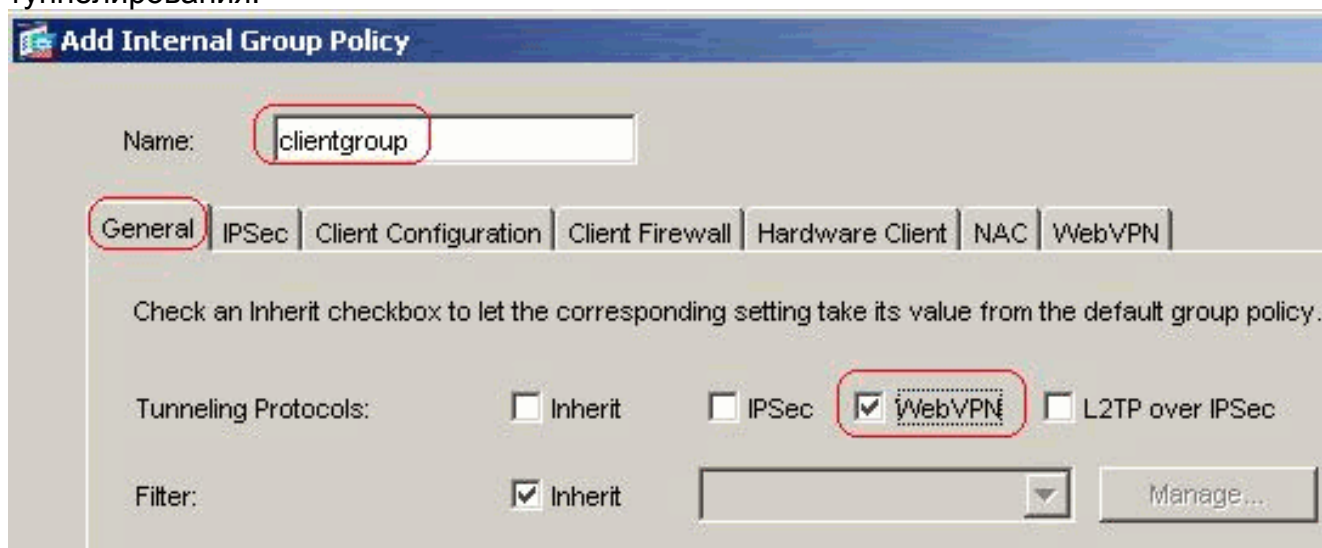 туннелирования.
Add Internal Group Policy
Name: clientgroup
General IPSec Client Configuration Client Firewall Hardware Client NAC WebVPN
Check an Inherit checkbox to let the corresponding setting take its value from the default group policy.
Tunneling Protocols: Inherit IPSec WebVPN L2TP over IPSec
Filter: Inherit Manage...